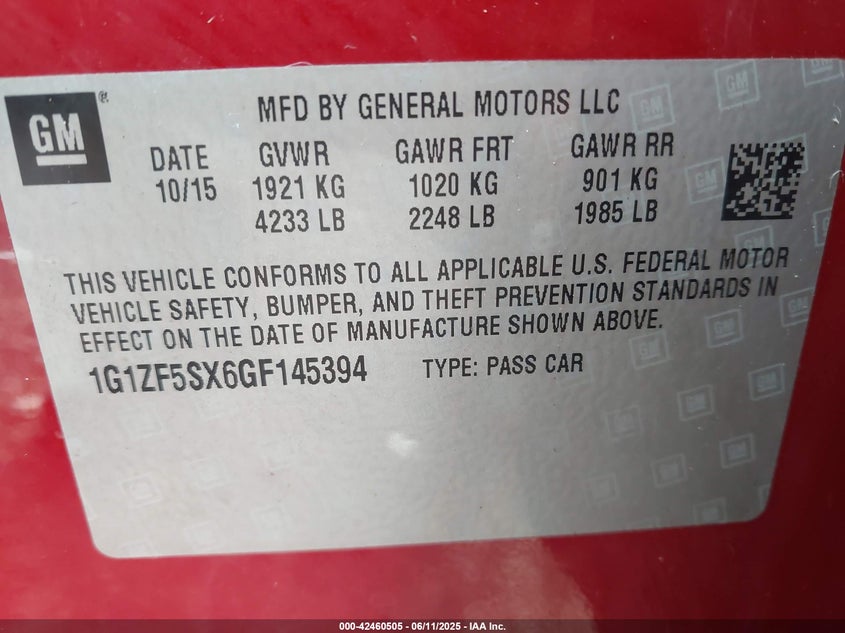 GM ®
MFD BY GENERAL MOTORS LLC
DATE GVWR GAWR FRT GAWR RR
10/15 1921 KG 1020 KG 901 KG
4233 LB 2248 LB 1985 LB
THIS VEHICLE CONFORMS TO ALL APPLICABLE U.S. FEDERAL MOTOR
VEHICLE SAFETY, BUMPER, AND THEFT PREVENTION STANDARDS IN
EFFECT ON THE DATE OF MANUFACTURE SHOWN ABOVE.
1G1ZF5SX6GF145394 TYPE: PASS CAR
000-42460505 - 06/11/2025 - IAA Inc.